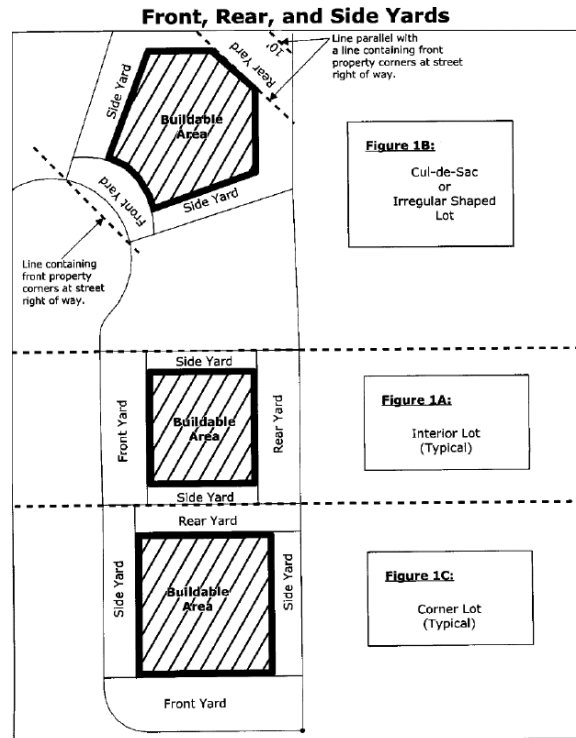 Front, Rear, and Side Yards
Line parallel with
a line containing front
property corners at street
right of way.
10'
Rear Yard
Side Yard
Buildable
Area
Front Yard
Side Yard
Line containing
front property
corners at street
right of way.
Figure 1B:
Cul-de-Sac
or
Irregular Shaped
Lot
Side Yard
Front Yard
Buildable
Area
Rear Yard
Side Yard
Figure 1A:
Interior Lot
(Typical)
Rear Yard
Side Yard
Buildable
Area
Side Yard
Front Yard
Figure 1C:
Corner Lot
(Typical)